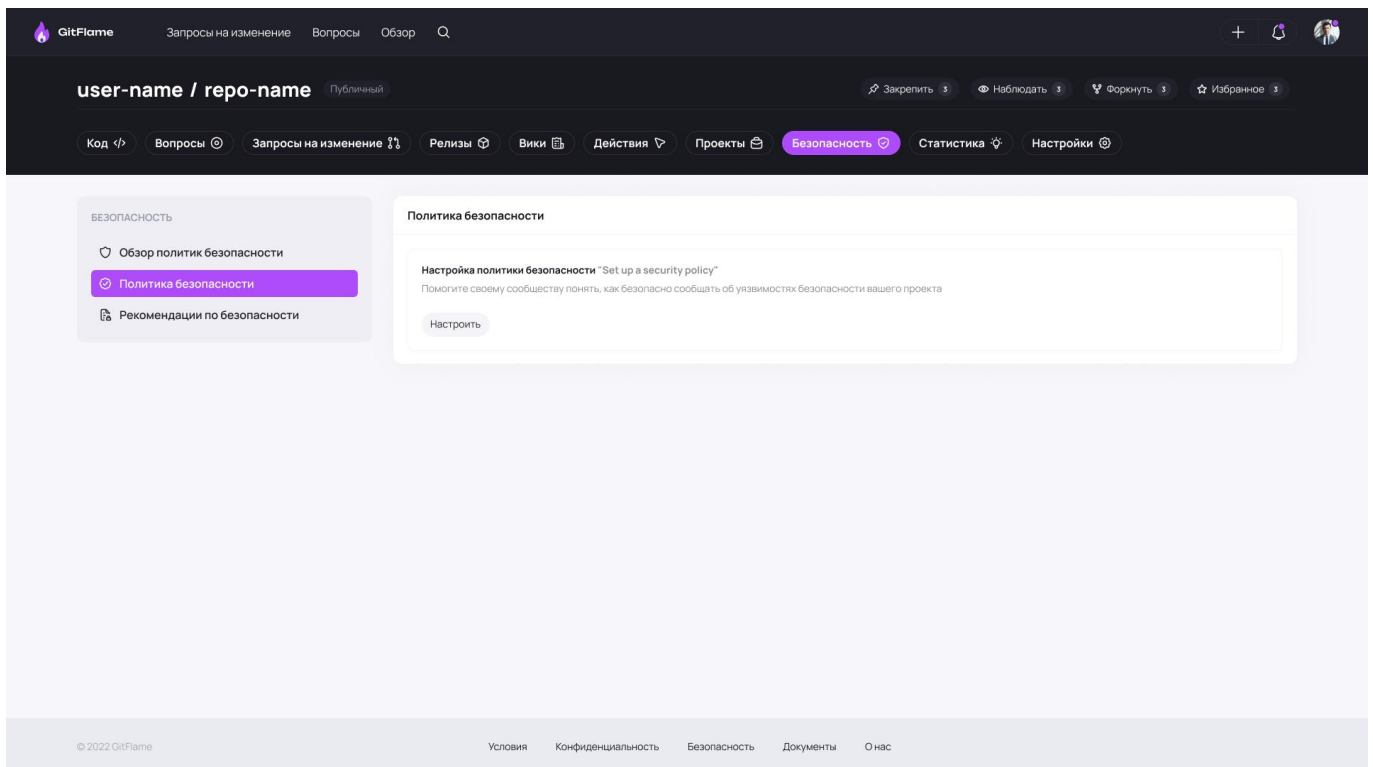 GitFlame Запросы на изменение Вопросы Обзор
user-name / repo-name Публичный Закрепить 3 Наблюдать 3 Форкнуть 3 Избранное 3
Код Вопросы Запросы на изменение Релизы Вики Действия Проекты Безопасность Статистика Настройки
БЕЗОПАСНОСТЬ
Обзор политик безопасности
Политика безопасности
Рекомендации по безопасности
Политика безопасности
Настройка политики безопасности "Set up a security policy"
Помогите своему сообществу понять, как безопасно сообщать об уязвимостях безопасности вашего проекта
Настроить
© 2022 GitFlame Условия Конфиденциальность Безопасность Документы О нас